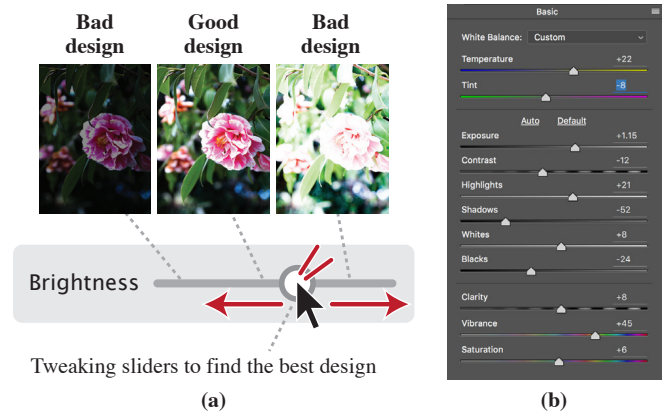 Bad
design
Good
design
Bad
design
Brightness
Tweaking sliders to find the best design
(a)
Basic
White Balance: Custom
Temperature +22
Tint -8
Auto Default
Exposure +1.15
Contrast -12
Highlights +21
Shadows -52
Whites +8
Blacks -24
Clarity +8
Vibrance +45
Saturation +6
(b)